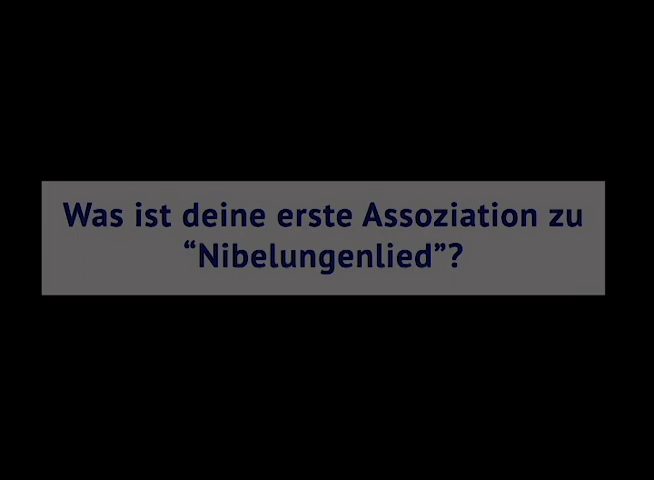 Was ist deine erste Assoziation zu
“Nibelungenlied”?